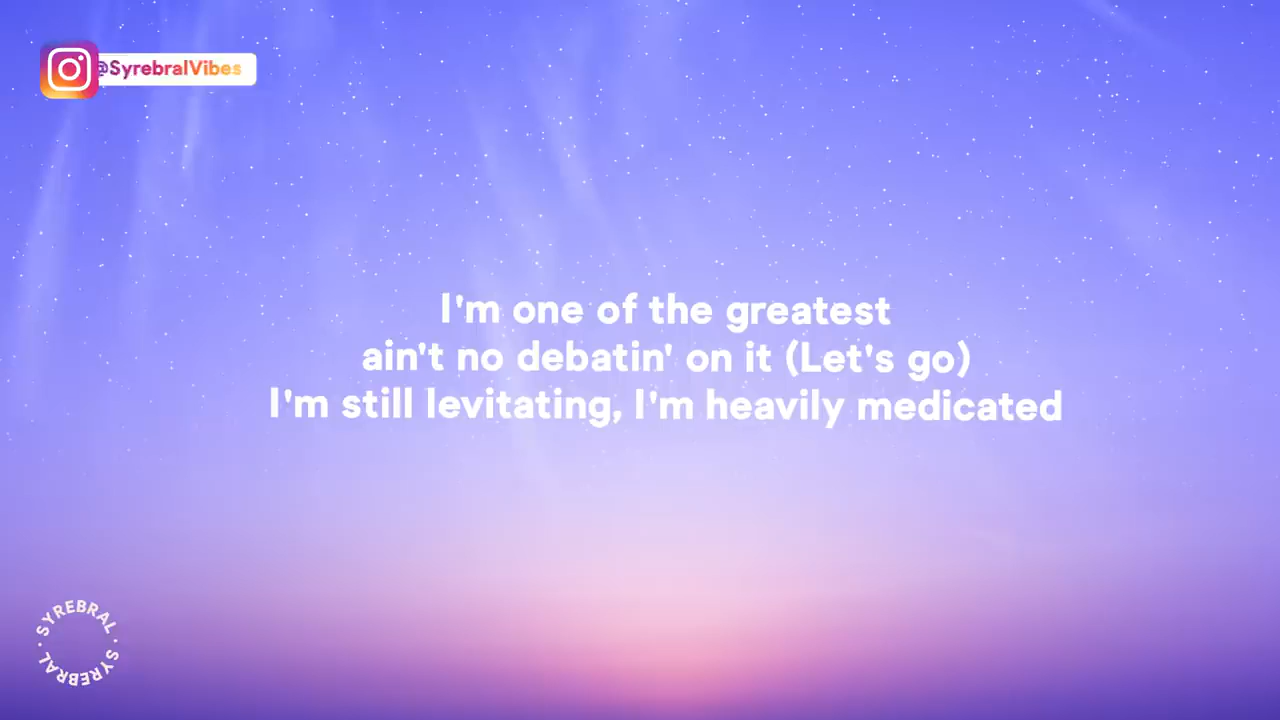 @SyrebralVibes
I'm one of the greatest
ain't no debatin' on it (Let's go)
I'm still levitating, I'm heavily medicated
SYREBRAL · SYREBRAL ·